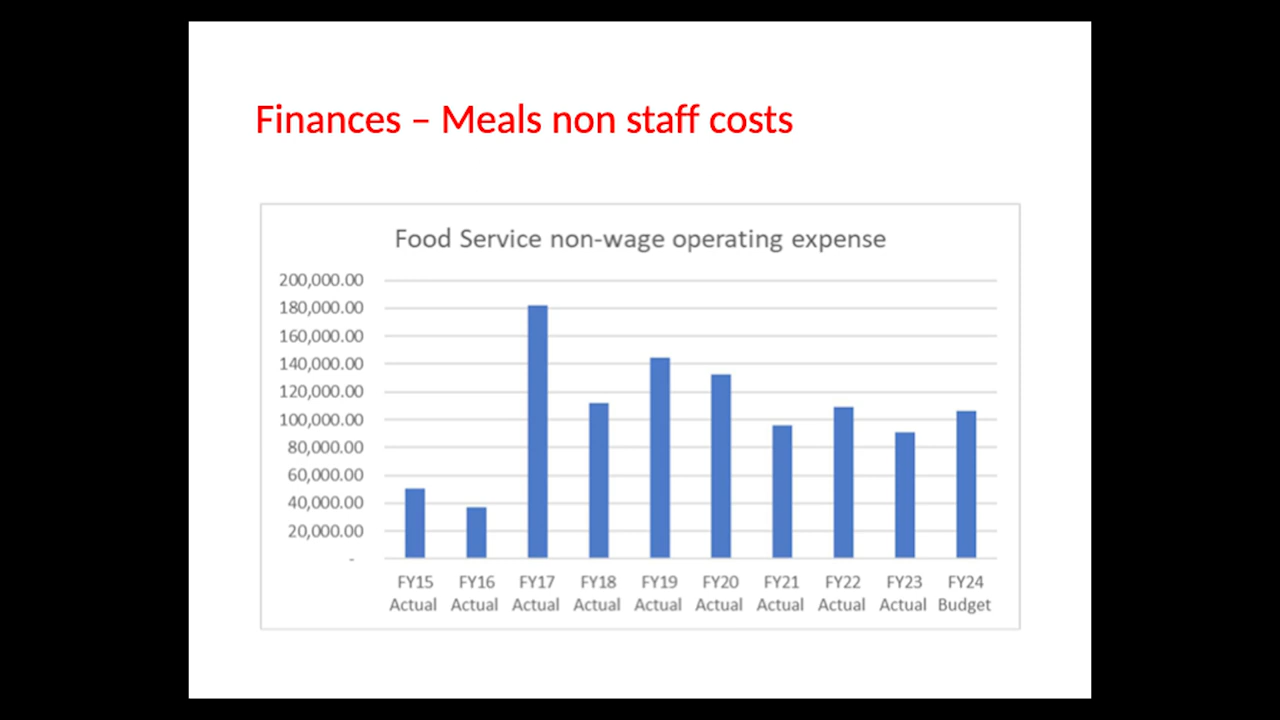 Finances – Meals non staff costs
Food Service non-wage operating expense
200,000.00
180,000.00
160,000.00
140,000.00
120,000.00
100,000.00
80,000.00
60,000.00
40,000.00
20,000.00
-
FY15 FY16 FY17 FY18 FY19 FY20 FY21 FY22 FY23 FY24
Actual Actual Actual Actual Actual Actual Actual Actual Actual Budget